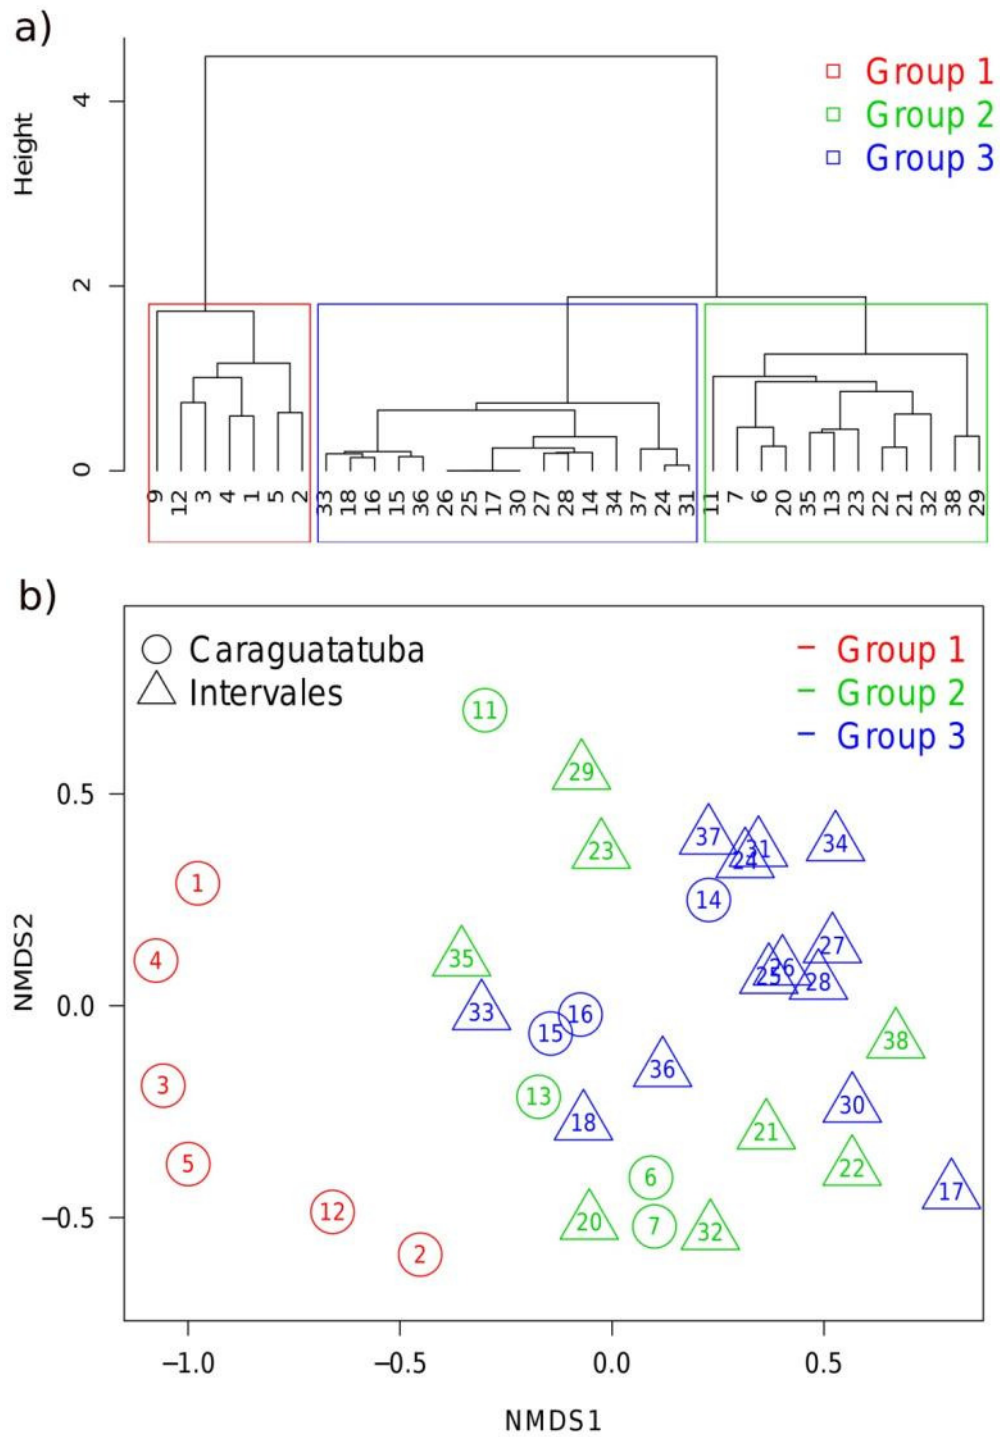 a)
Height
4
2
0
Group 1
Group 2
Group 3
9 12 3 4 1 5 2 33 18 16 15 36 26 25 17 30 27 28 14 34 37 24 31 11 7 6 20 35 13 23 22 21 32 38 29
b)
Caraguatatuba
Intervales
Group 1
Group 2
Group 3
NMDS2
0.5
0.0
−0.5
11
29
23
37
31
24
34
1
14
4
35
27
26
25
28
33
16
15
38
36
3
13
30
18
21
5
6
22
17
12
20
7
32
2
−1.0 −0.5 0.0 0.5
NMDS1